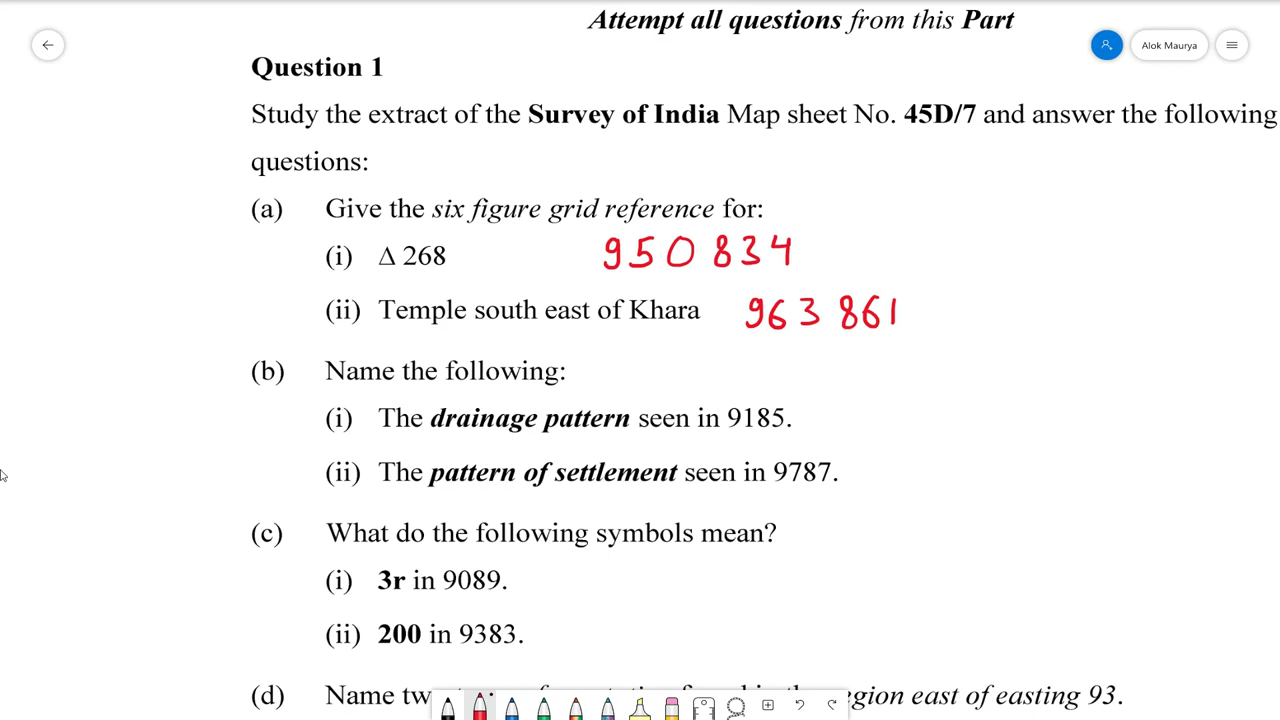 Attempt all questions from this Part
Alok Maurya
Question 1
Study the extract of the Survey of India Map sheet No. 45D/7 and answer the following
questions:
(a) Give the six figure grid reference for:
(i) Δ 268 950 834
(ii) Temple south east of Khara 963 861
(b) Name the following:
(i) The drainage pattern seen in 9185.
(ii) The pattern of settlement seen in 9787.
(c) What do the following symbols mean?
(i) 3r in 9089.
(ii) 200 in 9383.
(d) Name region east of easting 93.